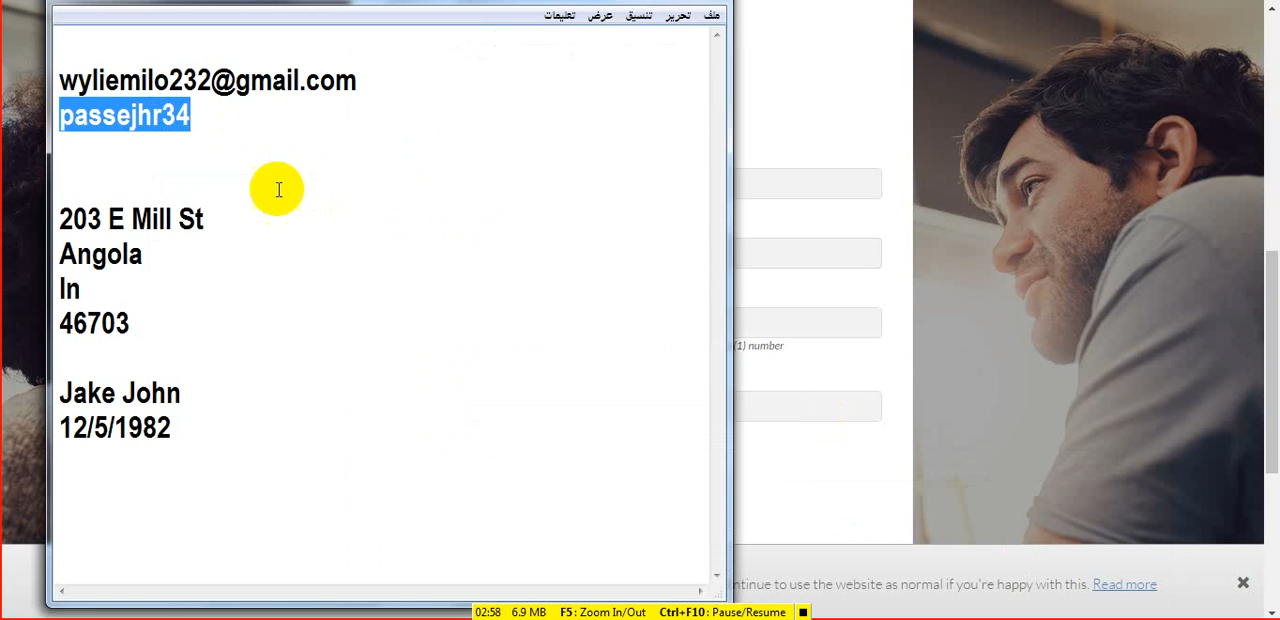 ملف تحرير تنسيق عرض تعليمات
wyliemilo232@gmail.com
passejhr34
203 E Mill St
Angola
In
46703
Jake John
12/5/1982
(1) number
ntinue to use the website as normal if you're happy with this. Read more
02:58 6.9 MB F5: Zoom In/Out Ctrl+F10: Pause/Resume